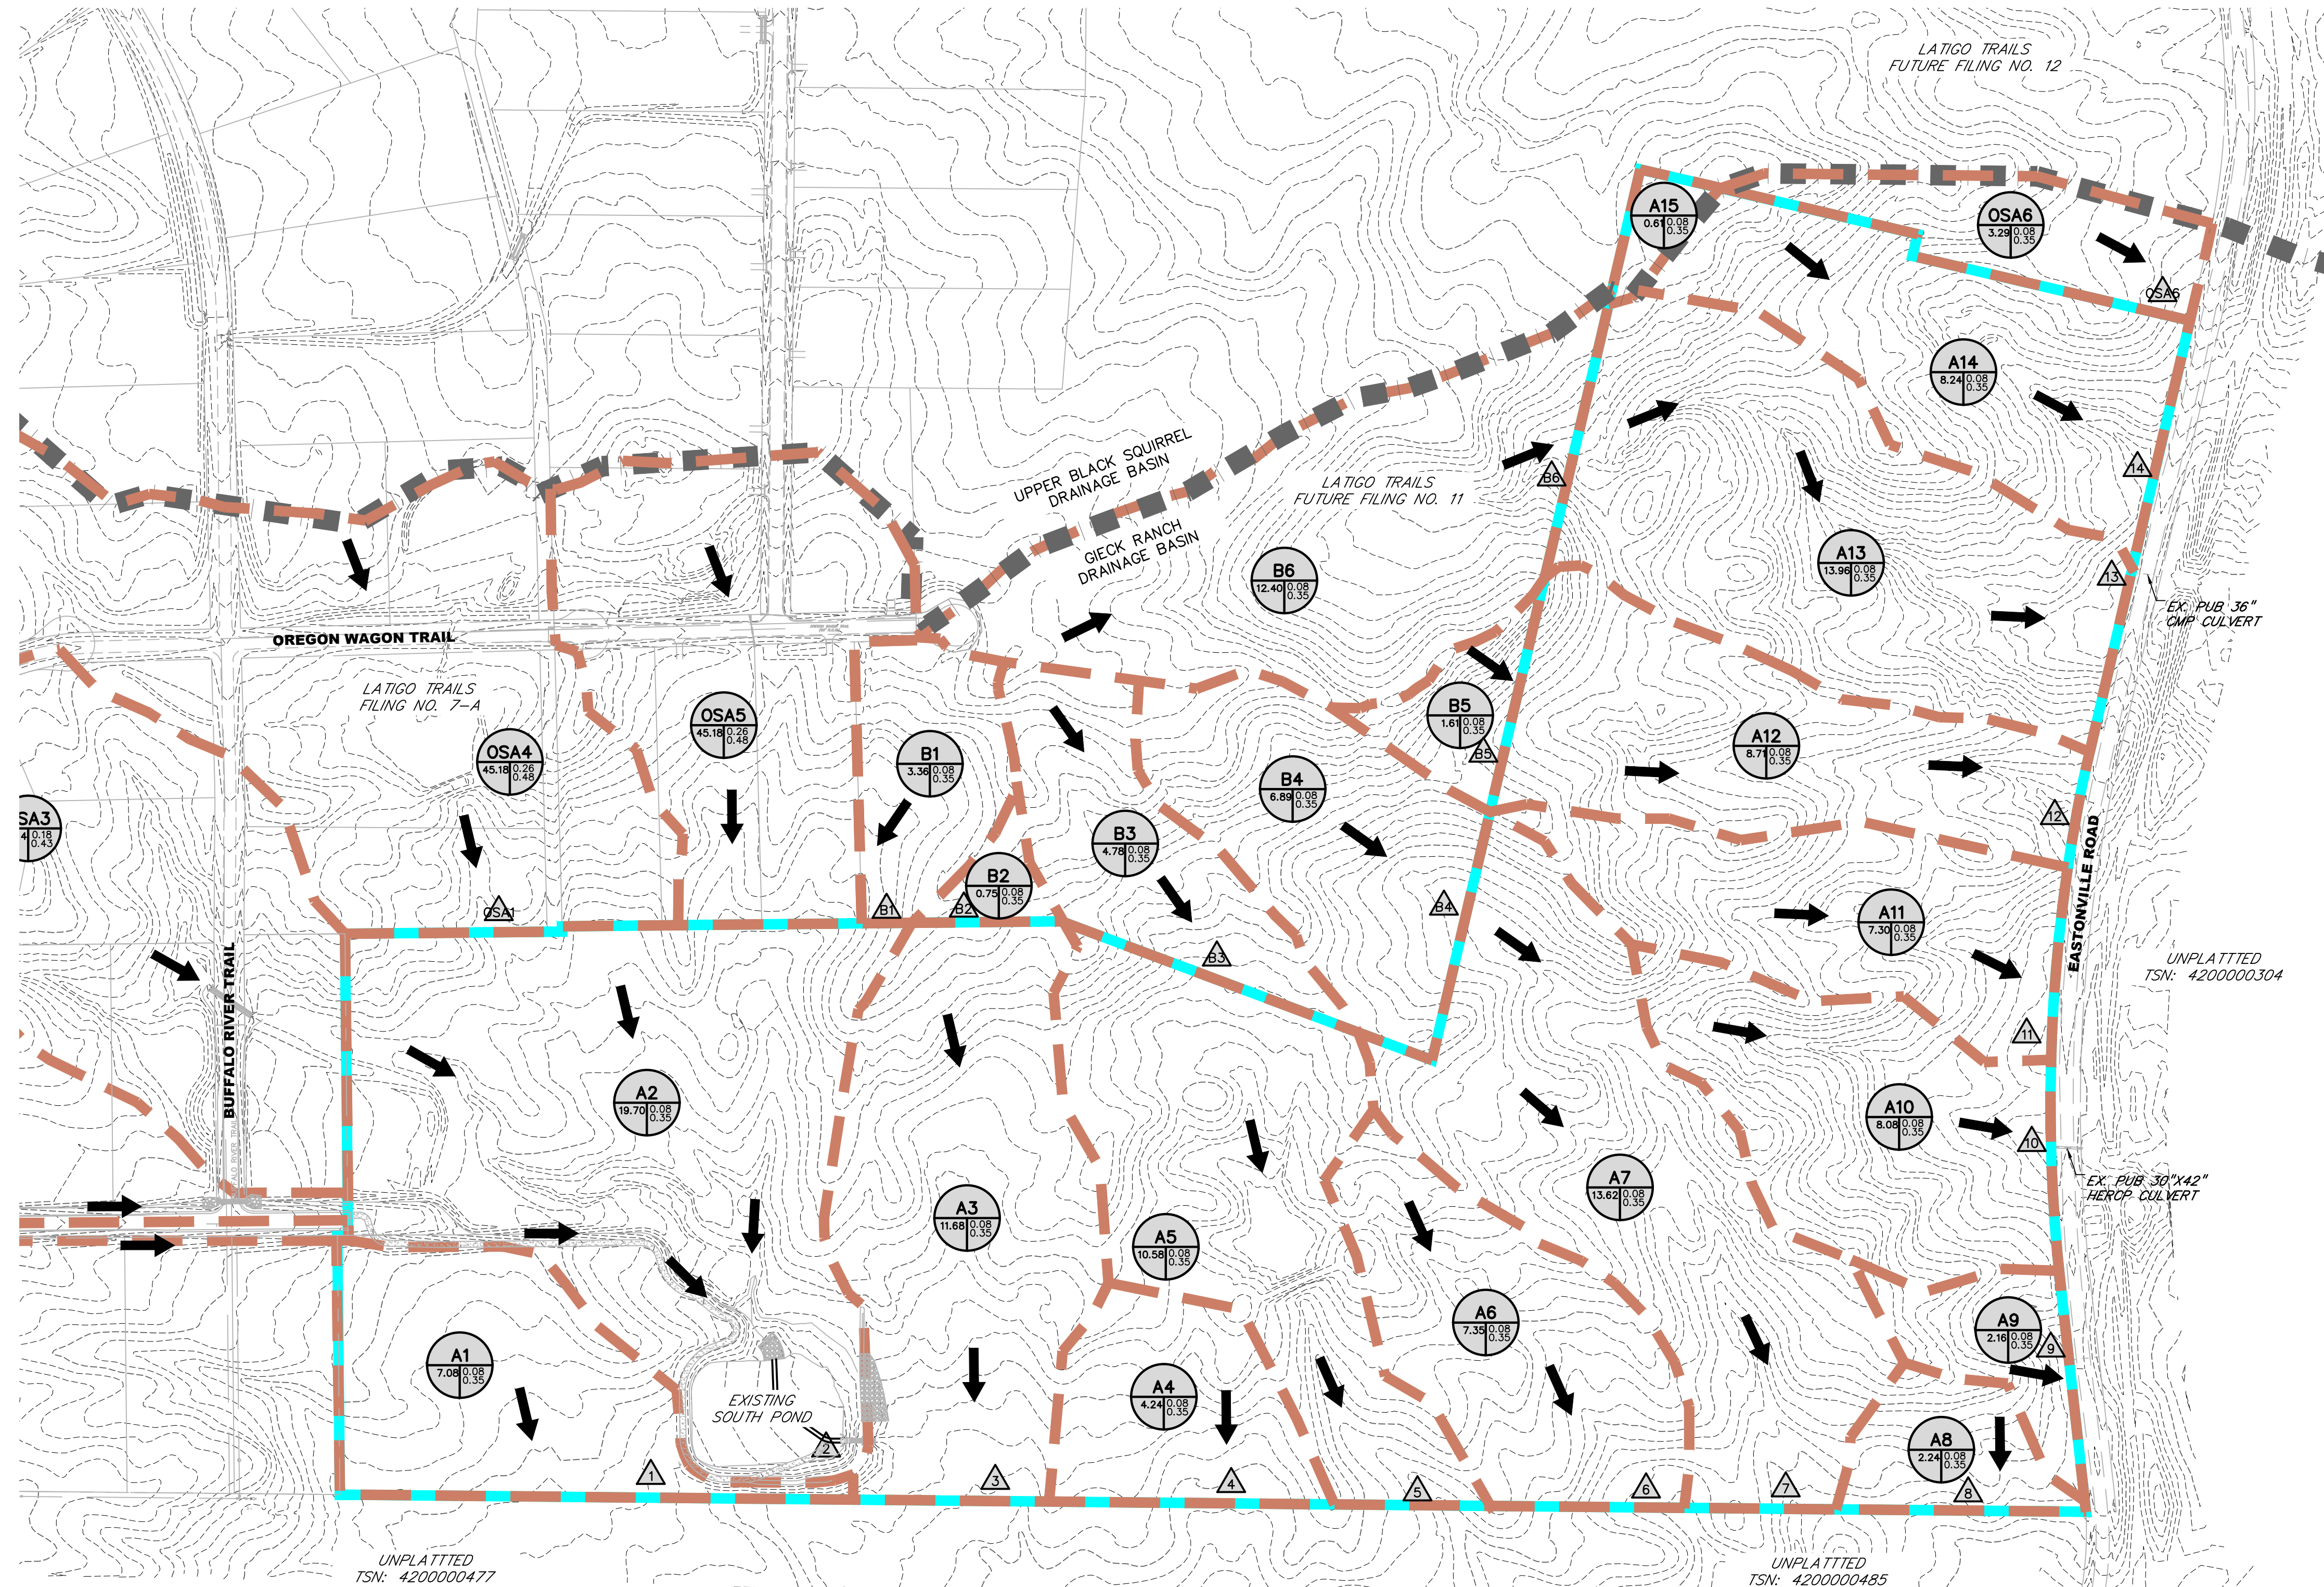 LATIGO TRAILS
FUTURE FILING NO. 12
A15
0.61 0.08
0.35
OSA6
3.29 0.08
0.35
OSA6
A14
8.24 0.08
0.35
UPPER BLACK SQUIRREL
DRAINAGE BASIN
GIECK RANCH
DRAINAGE BASIN
LATIGO TRAILS
FUTURE FILING NO. 11
B6
14
B6
12.40 0.08
0.35
A13
13.96 0.08
0.35
13
EX. PUB 36"
CMP CULVERT
OREGON WAGON TRAIL
LATIGO TRAILS
FILING NO. 7-A
OSA4
45.18 0.26
0.48
OSA5
45.18 0.26
0.48
B1
3.36 0.08
0.35
B5
1.61 0.08
0.35
B5
A12
8.71 0.08
0.35
B4
6.89 0.08
0.35
SA3
4 0.18
0.43
B3
4.78 0.08
0.35
12
EASTONVILLE ROAD
B2
0.75 0.08
0.35
OSA1
B1
B2
B4
A11
7.30 0.08
0.35
B3
UNPLATTTED
TSN: 4200000304
BUFFALO RIVER TRAIL
11
A2
19.70 0.08
0.35
A10
8.08 0.08
0.35
10
EX. PUB 30"X42"
HERCP CULVERT
A7
13.62 0.08
0.35
A3
11.68 0.08
0.35
A5
10.58 0.08
0.35
A6
7.35 0.08
0.35
A9
2.16 0.08
0.35
9
A1
7.08 0.08
0.35
A4
4.24 0.08
0.35
EXISTING
SOUTH POND
2
A8
2.24 0.08
0.35
1
3
4
5
6
7
8
UNPLATTTED
TSN: 4200000477
UNPLATTTED
TSN: 4200000485